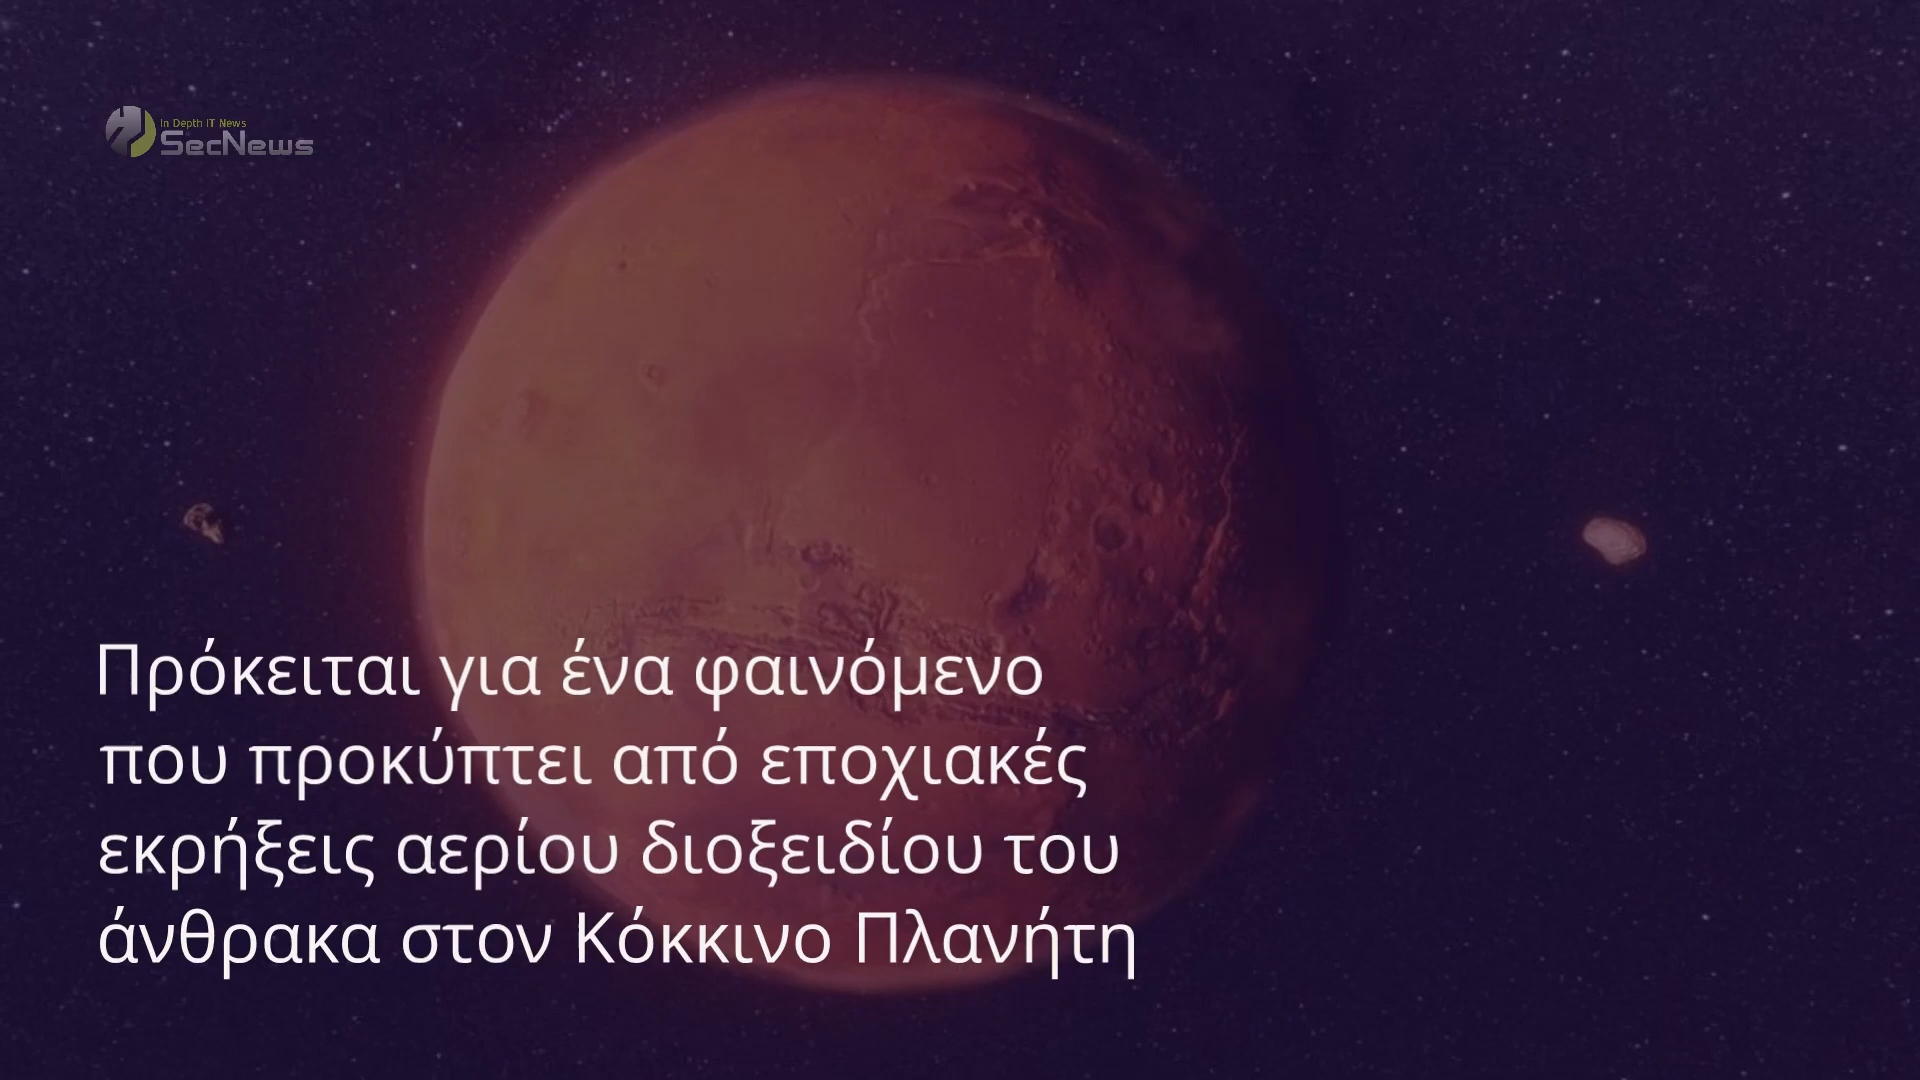 In Depth IT News
SecNews
Πρόκειται για ένα φαινόμενο
που προκύπτει από εποχιακές
εκρήξεις αερίου διοξειδίου του
άνθρακα στον Κόκκινο Πλανήτη